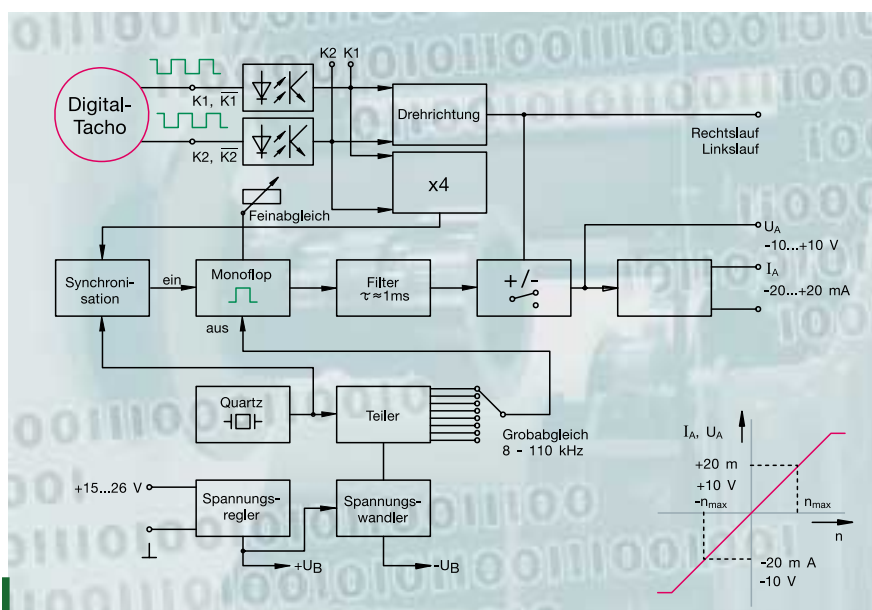 K2 K1
Digital-
Tacho
K1, K1
K2, K2
Drehrichtung
Rechtslauf
Linkslauf
x4
Feinabgleich
UA
-10...+10 V
IA
-20...+20 mA
Synchroni-
sation
ein
Monoflop
aus
Filter
τ≈1ms
+/-
Quartz
Teiler
Grobabgleich
8 - 110 kHz
+15...26 V
Spannungs-
regler
Spannungs-
wandler
+UB
-UB
IA, UA
+20 m
+10 V
-nmax
nmax
n
-20 m A
-10 V